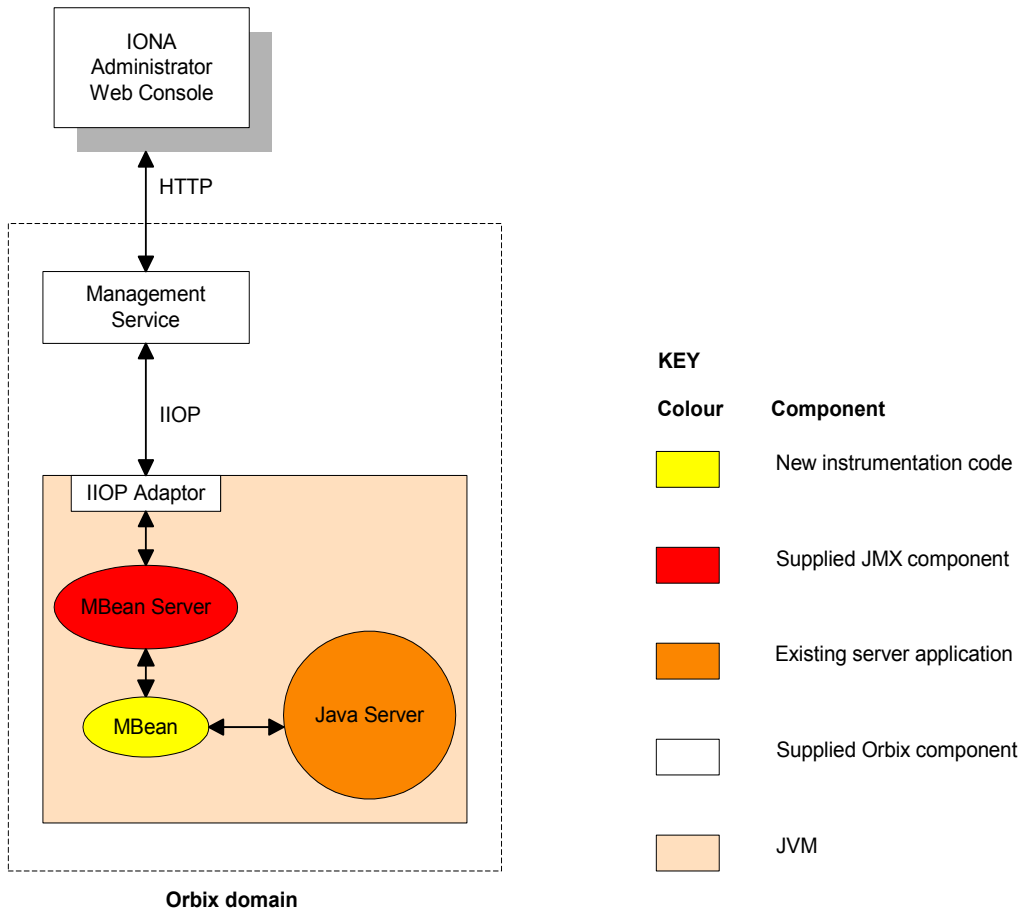 IONA
Administrator
Web Console
HTTP
Management
Service
IIOP
IIOP Adaptor
MBean Server
MBean
Java Server
Orbix domain
KEY
Colour Component
New instrumentation code
Supplied JMX component
Existing server application
Supplied Orbix component
JVM